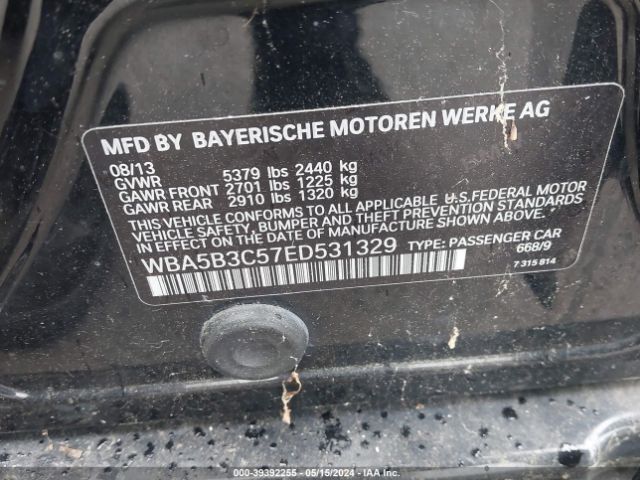 MFD BY BAYERISCHE MOTOREN WERKE AG
08/13
GVWR 5379 lbs 2440 kg
GAWR FRONT 2701 lbs 1225 kg
GAWR REAR 2910 lbs 1320 kg
THIS VEHICLE CONFORMS TO ALL APPLICABLE U.S.FEDERAL MOTOR
VEHICLE SAFETY, BUMPER AND THEFT PREVENTION STANDARDS
IN EFFECT ON THE DATE OF MANUFACTURE SHOWN ABOVE.
WBA5B3C57ED531329 TYPE: PASSENGER CAR
668/9
7 315 814
000-39392255 - 05/15/2024 - IAA Inc.